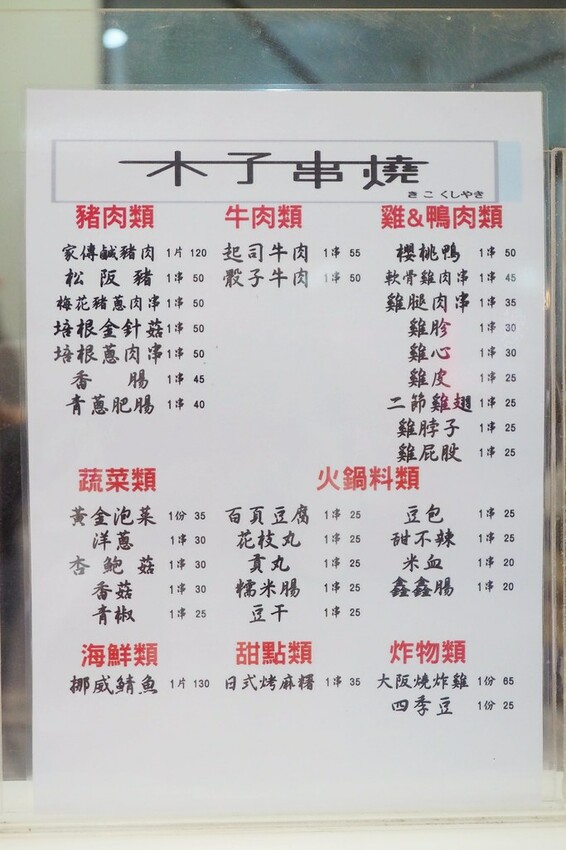 木子串燒
きこくしやき
豬肉類
家傳鹹豬肉 1片 120
松阪豬 1串 50
梅花豬蔥肉串 1串 50
培根金針菇 1串 50
培根蔥肉串 1串 50
香腸 1串 45
青蔥肥腸 1串 40
牛肉類
起司牛肉 1串 55
骰子牛肉 1串 50
雞&鴨肉類
櫻桃鴨 1串 50
軟骨雞肉串 1串 45
雞腿肉串 1串 35
雞胗 1串 30
雞心 1串 30
雞皮 1串 25
二節雞翅 1串 25
雞脖子 1串 25
雞屁股 1串 25
蔬菜類
黃金泡菜 1份 35
洋蔥 1串 30
杏鮑菇 1串 30
香菇 1串 30
青椒 1串 25
火鍋料類
百頁豆腐 1串 25
花枝丸 1串 25
貢丸 1串 25
糯米腸 1串 25
豆干 1串 25
豆包 1串 25
甜不辣 1串 25
米血 1串 20
鑫鑫腸 1串 20
海鮮類
挪威鯖魚 1片 130
甜點類
日式烤麻糬 1串 35
炸物類
大阪燒炸雞 1份 65
四季豆 1份 25